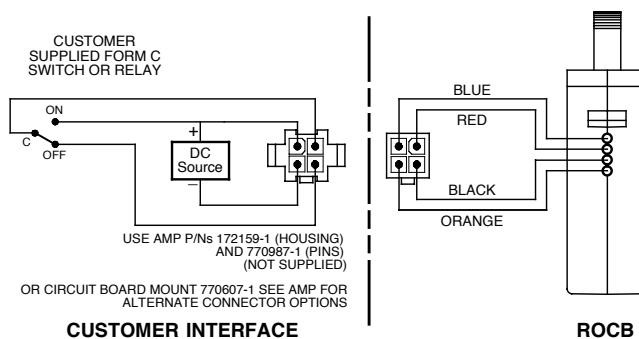 CUSTOMER
SUPPLIED FORM C
SWITCH OR RELAY
ON
C
OFF
+
DC
Source
–
USE AMP P/Ns 172159-1 (HOUSING)
AND 770987-1 (PINS)
(NOT SUPPLIED)
OR CIRCUIT BOARD MOUNT 770607-1 SEE AMP FOR
ALTERNATE CONNECTOR OPTIONS
CUSTOMER INTERFACE
BLUE
RED
BLACK
ORANGE
ROCB